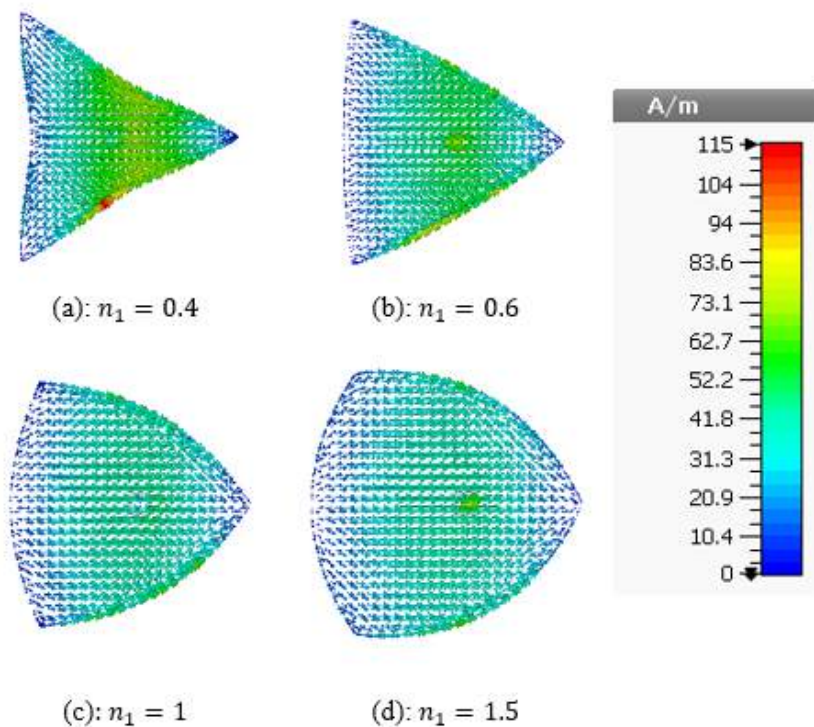 A/m
115
104
94
83.6
73.1
62.7
52.2
41.8
31.3
20.9
10.4
0
(a): n₁ = 0.4
(b): n₁ = 0.6
(c): n₁ = 1
(d): n₁ = 1.5